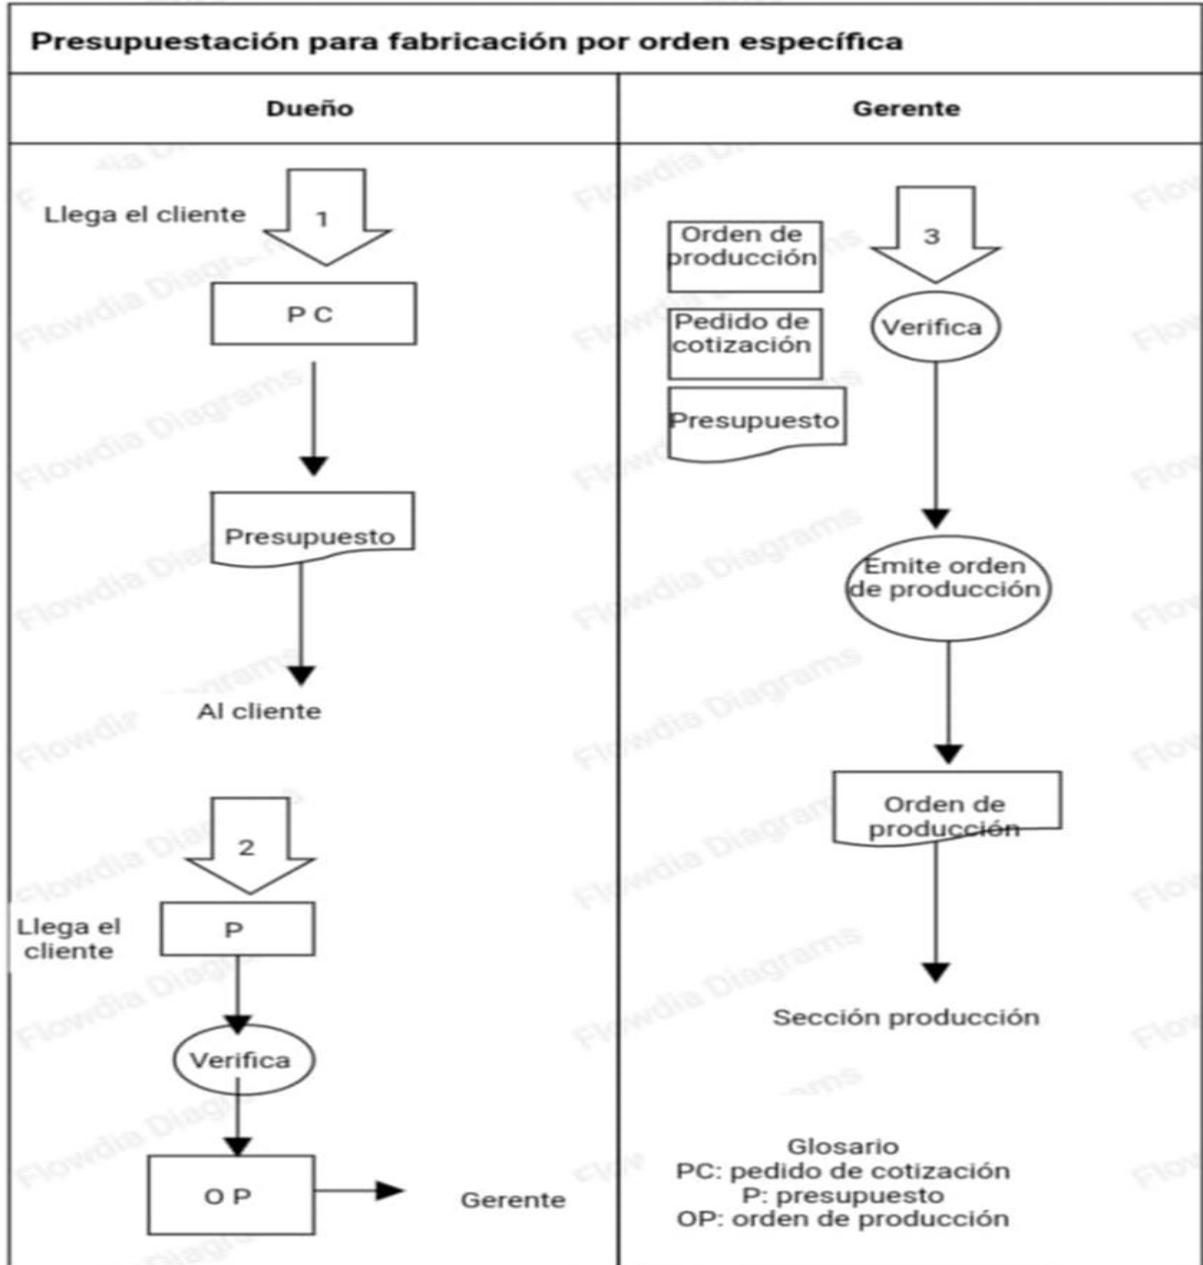 Presupuestación para fabricación por orden específica
Dueño
Gerente
Llega el cliente
1
P C
Presupuesto
Al cliente
2
Llega el
cliente
P
Verifica
O P
Gerente
3
Orden de
producción
Pedido de
cotización
Presupuesto
Verifica
Emite orden
de producción
Orden de
producción
Sección producción
Glosario
PC: pedido de cotización
P: presupuesto
OP: orden de producción
Flowdia Diagrams